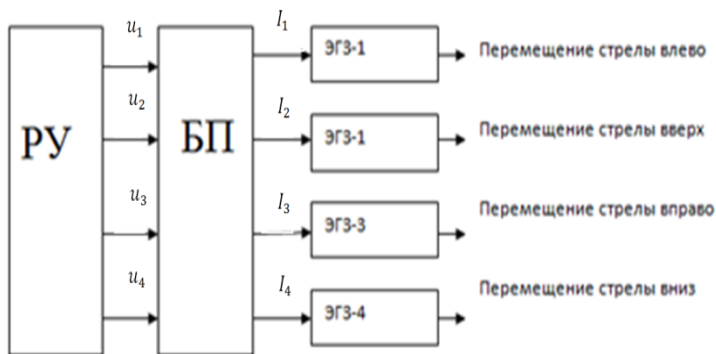 u₁
I₁
ЭГЗ-1
Перемещение стрелы влево
u₂
I₂
ЭГЗ-1
Перемещение стрелы вверх
РУ
БП
u₃
I₃
ЭГЗ-3
Перемещение стрелы вправо
u₄
I₄
ЭГЗ-4
Перемещение стрелы вниз